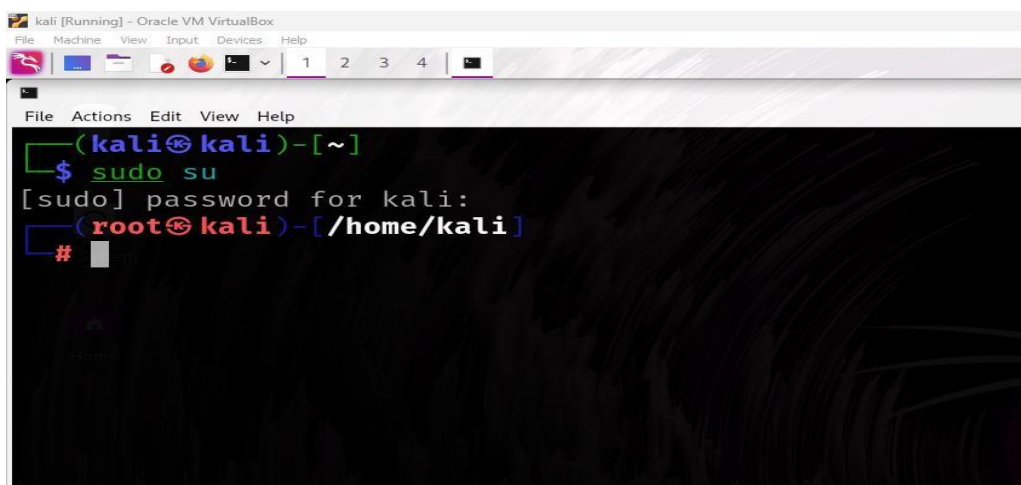 kali [Running] - Oracle VM VirtualBox
File Machine View Input Devices Help
1 2 3 4
File Actions Edit View Help
(kali㉿kali)-[~]
$ sudo su
[sudo] password for kali:
(root㉿kali)-[/home/kali]
#
Home